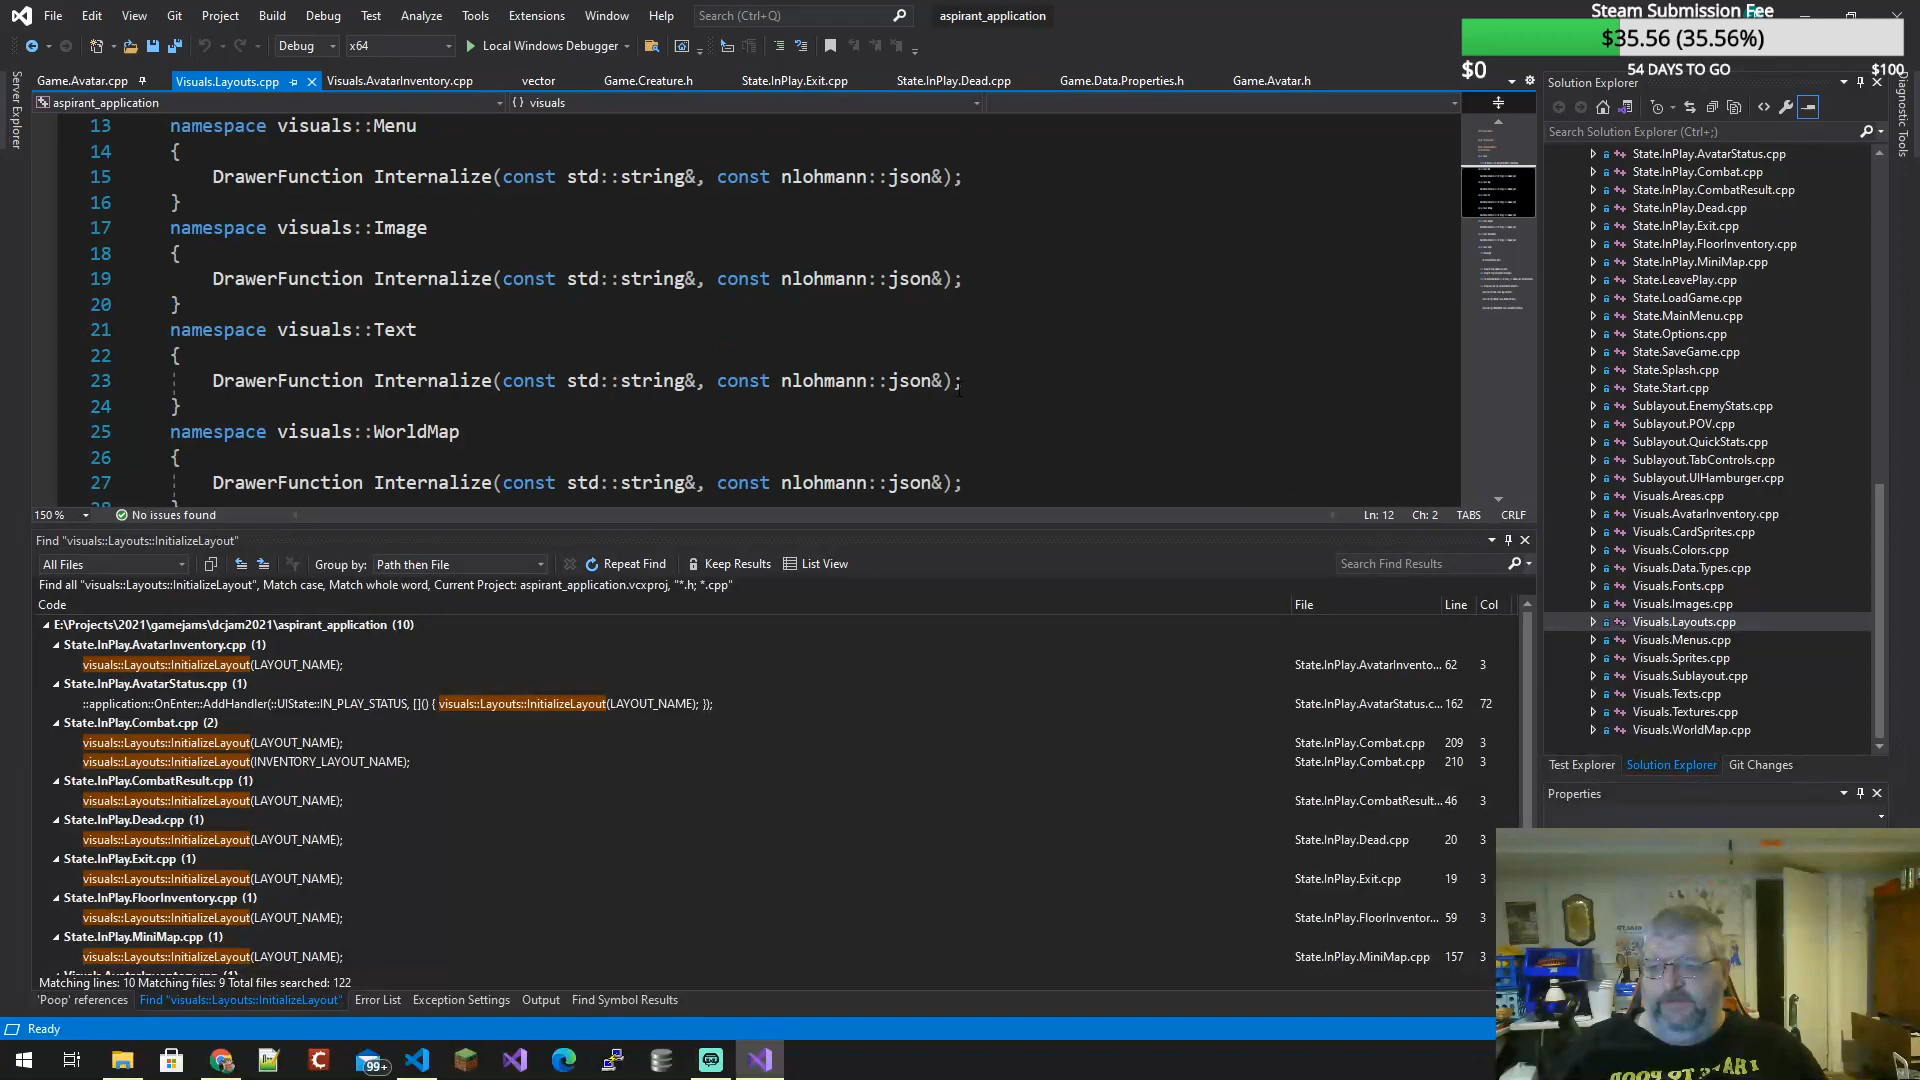 File Edit View Git Project Build Debug Test Analyze Tools Extensions Window Help Search (Ctrl+Q) aspirant_application
Steam Submission Fee
$35.56 (35.56%)
$0 54 DAYS TO GO $100
Debug x64 Local Windows Debugger
Server Explorer
Game.Avatar.cpp Visuals.Layouts.cpp Visuals.AvatarInventory.cpp vector Game.Creature.h State.InPlay.Exit.cpp State.InPlay.Dead.cpp Game.Data.Properties.h Game.Avatar.h
aspirant_application {} visuals
13 namespace visuals::Menu
14 {
15 DrawerFunction Internalize(const std::string&, const nlohmann::json&);
16 }
17 namespace visuals::Image
18 {
19 DrawerFunction Internalize(const std::string&, const nlohmann::json&);
20 }
21 namespace visuals::Text
22 {
23 DrawerFunction Internalize(const std::string&, const nlohmann::json&);
24 }
25 namespace visuals::WorldMap
26 {
27 DrawerFunction Internalize(const std::string&, const nlohmann::json&);
150 % No issues found Ln: 12 Ch: 2 TABS CRLF
Find "visuals::Layouts::InitializeLayout"
All Files Group by: Path then File Repeat Find Keep Results List View Search Find Results
Find all "visuals::Layouts::InitializeLayout", Match case, Match whole word, Current Project: aspirant_application.vcxproj, "*.h; *.cpp"
Code File Line Col
E:\Projects\2021\gamejams\dcjam2021\aspirant_application (10)
State.InPlay.AvatarInventory.cpp (1)
visuals::Layouts::InitializeLayout(LAYOUT_NAME); State.InPlay.AvatarInvento... 62 3
State.InPlay.AvatarStatus.cpp (1)
::application::OnEnter::AddHandler(::UIState::IN_PLAY_STATUS, []() { visuals::Layouts::InitializeLayout(LAYOUT_NAME); }); State.InPlay.AvatarStatus.c... 162 72
State.InPlay.Combat.cpp (2)
visuals::Layouts::InitializeLayout(LAYOUT_NAME); State.InPlay.Combat.cpp 209 3
visuals::Layouts::InitializeLayout(INVENTORY_LAYOUT_NAME); State.InPlay.Combat.cpp 210 3
State.InPlay.CombatResult.cpp (1)
visuals::Layouts::InitializeLayout(LAYOUT_NAME); State.InPlay.CombatResult... 46 3
State.InPlay.Dead.cpp (1)
visuals::Layouts::InitializeLayout(LAYOUT_NAME); State.InPlay.Dead.cpp 20 3
State.InPlay.Exit.cpp (1)
visuals::Layouts::InitializeLayout(LAYOUT_NAME); State.InPlay.Exit.cpp 19 3
State.InPlay.FloorInventory.cpp (1)
visuals::Layouts::InitializeLayout(LAYOUT_NAME); State.InPlay.FloorInventor... 59 3
State.InPlay.MiniMap.cpp (1)
visuals::Layouts::InitializeLayout(LAYOUT_NAME); State.InPlay.MiniMap.cpp 157 3
Matching lines: 10 Matching files: 9 Total files searched: 122
'Poop' references Find "visuals::Layouts::InitializeLayout" Error List Exception Settings Output Find Symbol Results
Ready
Solution Explorer
Search Solution Explorer (Ctrl+;)
State.InPlay.AvatarStatus.cpp
State.InPlay.Combat.cpp
State.InPlay.CombatResult.cpp
State.InPlay.Dead.cpp
State.InPlay.Exit.cpp
State.InPlay.FloorInventory.cpp
State.InPlay.MiniMap.cpp
State.LeavePlay.cpp
State.LoadGame.cpp
State.MainMenu.cpp
State.Options.cpp
State.SaveGame.cpp
State.Splash.cpp
State.Start.cpp
Sublayout.EnemyStats.cpp
Sublayout.POV.cpp
Sublayout.QuickStats.cpp
Sublayout.TabControls.cpp
Sublayout.UIHamburger.cpp
Visuals.Areas.cpp
Visuals.AvatarInventory.cpp
Visuals.CardSprites.cpp
Visuals.Colors.cpp
Visuals.Data.Types.cpp
Visuals.Fonts.cpp
Visuals.Images.cpp
Visuals.Layouts.cpp
Visuals.Menus.cpp
Visuals.Sprites.cpp
Visuals.Sublayout.cpp
Visuals.Texts.cpp
Visuals.Textures.cpp
Visuals.WorldMap.cpp
Test Explorer Solution Explorer Git Changes
Properties
Diagnostic Tools
99+